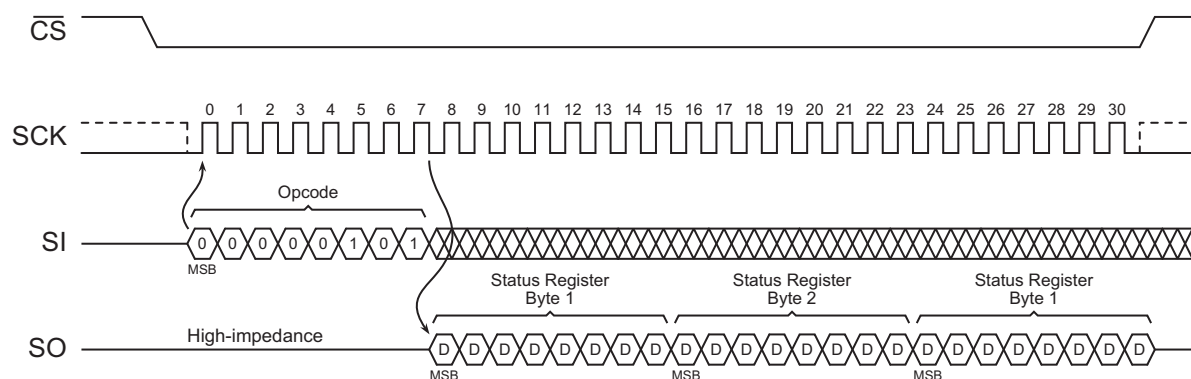 CS
SCK
0 1 2 3 4 5 6 7 8 9 10 11 12 13 14 15 16 17 18 19 20 21 22 23 24 25 26 27 28 29 30
Opcode
SI
0 0 0 0 0 1 0 1
MSB
Status Register
Byte 1
Status Register
Byte 2
Status Register
Byte 1
SO
High-impedance
D D D D D D D D D D D D D D D D D D D D D D D D
MSB MSB MSB